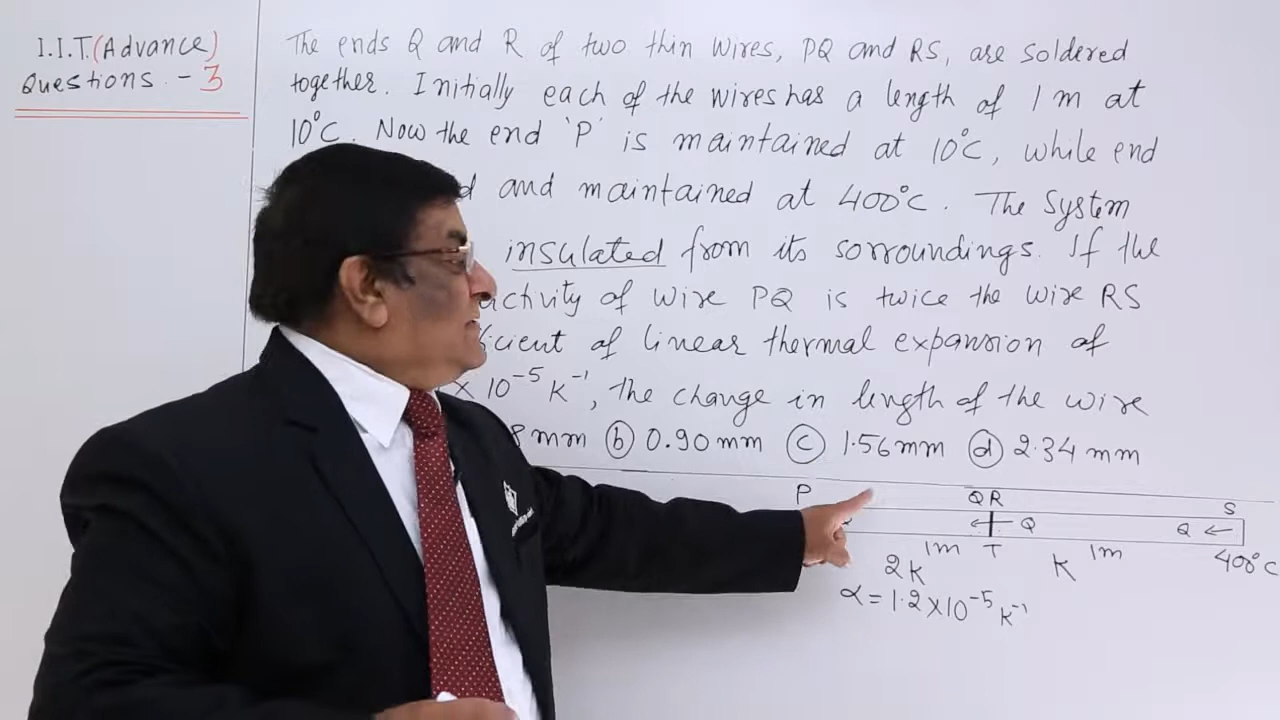 I.I.T.(Advance)
Questions. - 3
The ends Q and R of two thin wires, PQ and RS, are soldered
together. Initially each of the wires has a length of 1 m at
10°C. Now the end 'P' is maintained at 10°C, while end
d and maintained at 400°C. The System
insulated from its sorroundings. If the
uctivity of wire PQ is twice the wire RS
icient of linear thermal expansion of
× 10⁻⁵ K⁻¹, the change in length of the wire
8 mm (b) 0.90 mm (c) 1.56 mm (d) 2.34 mm
P Q R S
Q Q
1m T 1m 400°C
2K K
α = 1.2 × 10⁻⁵ K⁻¹